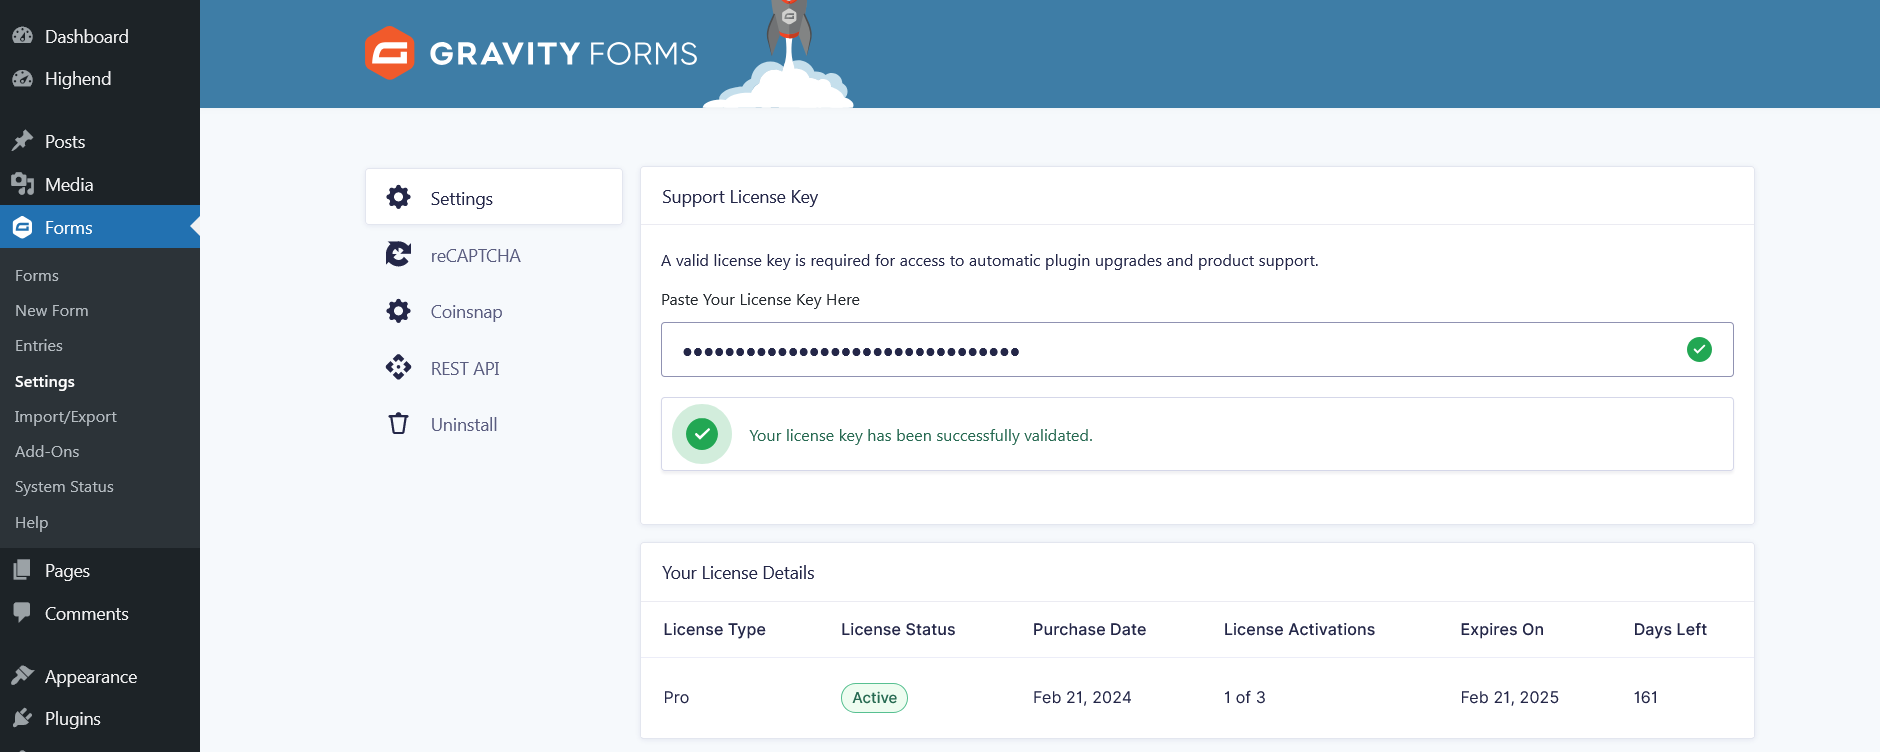 Dashboard
Highend
Posts
Media
Forms
Forms
New Form
Entries
Settings
Import/Export
Add-Ons
System Status
Help
Pages
Comments
Appearance
Plugins
GRAVITY FORMS
Settings
reCAPTCHA
Coinsnap
REST API
Uninstall
Support License Key
A valid license key is required for access to automatic plugin upgrades and product support.
Paste Your License Key Here
●●●●●●●●●●●●●●●●●●●●●●●●●●●●●●●●
Your license key has been successfully validated.
Your License Details
License Type License Status Purchase Date License Activations Expires On Days Left
Pro Active Feb 21, 2024 1 of 3 Feb 21, 2025 161